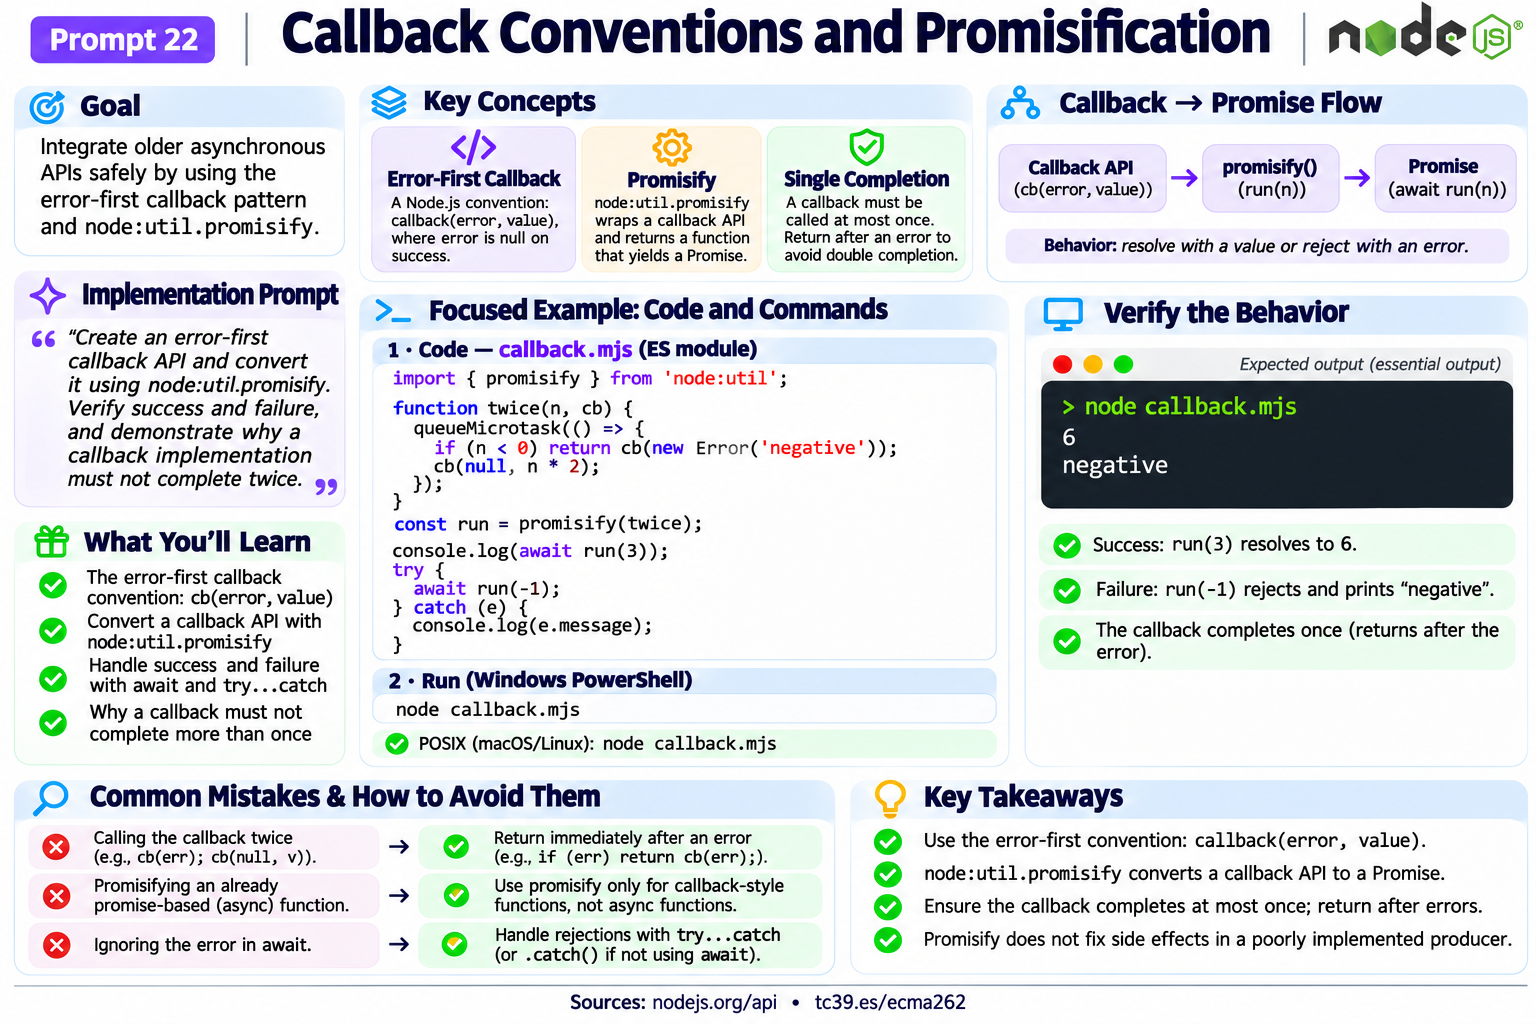 Prompt 22
Callback Conventions and Promisification
node JS ®
Goal
Integrate older asynchronous
APIs safely by using the
error-first callback pattern
and node:util.promisify.
Implementation Prompt
“
“Create an error-first
callback API and convert
it using node:util.promisify.
Verify success and failure,
and demonstrate why a
callback implementation
must not complete twice.
”
What You’ll Learn
The error-first callback
convention: cb(error, value)
Convert a callback API with
node:util.promisify
Handle success and failure
with await and try...catch
Why a callback must not
complete more than once
Key Concepts
</>
Error-First Callback
A Node.js convention:
callback(error, value),
where error is null on
success.
Promisify
node:util.promisify
wraps a callback API
and returns a function
that yields a Promise.
Single Completion
A callback must be
called at most once.
Return after an error to
avoid double completion.
Callback → Promise Flow
Callback API
(cb(error, value))
→
promisify()
(run(n))
→
Promise
(await run(n))
Behavior: resolve with a value or reject with an error.
>_ Focused Example: Code and Commands
1 · Code — callback.mjs (ES module)
import { promisify } from 'node:util';
function twice(n, cb) {
  queueMicrotask(() => {
    if (n < 0) return cb(new Error('negative'));
    cb(null, n * 2);
  });
}
const run = promisify(twice);
console.log(await run(3));
try {
  await run(-1);
} catch (e) {
  console.log(e.message);
}
2 · Run (Windows PowerShell)
node callback.mjs
POSIX (macOS/Linux): node callback.mjs
Verify the Behavior
Expected output (essential output)
> node callback.mjs
6
negative
Success: run(3) resolves to 6.
Failure: run(-1) rejects and prints “negative”.
The callback completes once (returns after the
error).
Common Mistakes & How to Avoid Them
Calling the callback twice
(e.g., cb(err); cb(null, v)).
→
Return immediately after an error
(e.g., if (err) return cb(err);).
Promisifying an already
promise-based (async) function.
→
Use promisify only for callback-style
functions, not async functions.
Ignoring the error in await.
→
Handle rejections with try...catch
(or .catch() if not using await).
Key Takeaways
Use the error-first convention: callback(error, value).
node:util.promisify converts a callback API to a Promise.
Ensure the callback completes at most once; return after errors.
Promisify does not fix side effects in a poorly implemented producer.
Sources: nodejs.org/api • tc39.es/ecma262